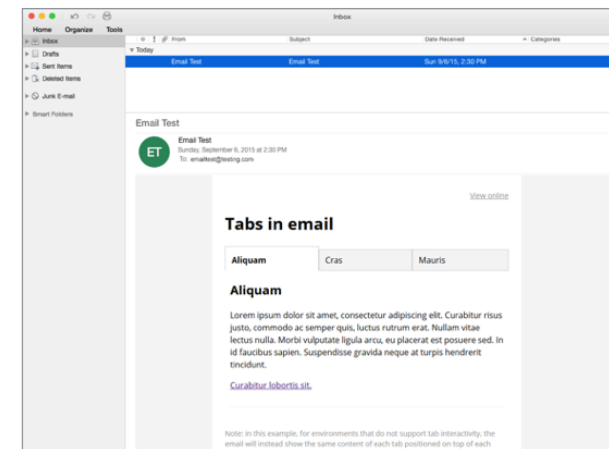 Inbox
Home Organize Tools
Inbox
Drafts
Sent Items
Deleted Items
Junk E-mail
Smart Folders
From Subject Date Received Categories
Today
Email Test Email Test Sun 9/6/15, 2:30 PM
Email Test
ET
Email Test
Sunday, September 6, 2015 at 2:30 PM
To: emailtest@testing.com
View online
Tabs in email
Aliquam Cras Mauris
Aliquam
Lorem ipsum dolor sit amet, consectetur adipiscing elit. Curabitur risus
justo, commodo ac semper quis, luctus rutrum erat. Nullam vitae
lectus nulla. Morbi vulputate ligula arcu, eu placerat est posuere sed. In
id faucibus sapien. Suspendisse gravida neque at turpis hendrerit
tincidunt.
Curabitur lobortis sit.
Note: in this example, for environments that do not support tab interactivity, the
email will instead show the same content of each tab positioned on top of each